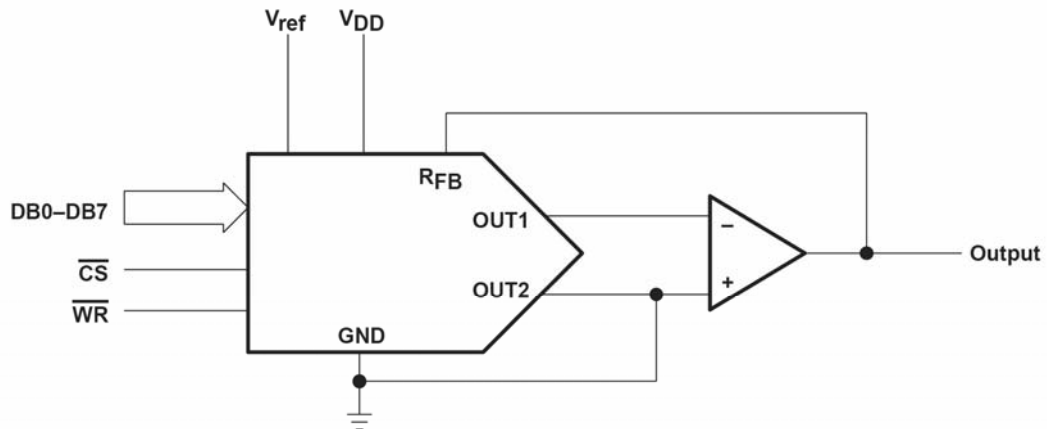 Vref
VDD
RFB
DB0–DB7
OUT1
–
Output
CS
OUT2
+
WR
GND